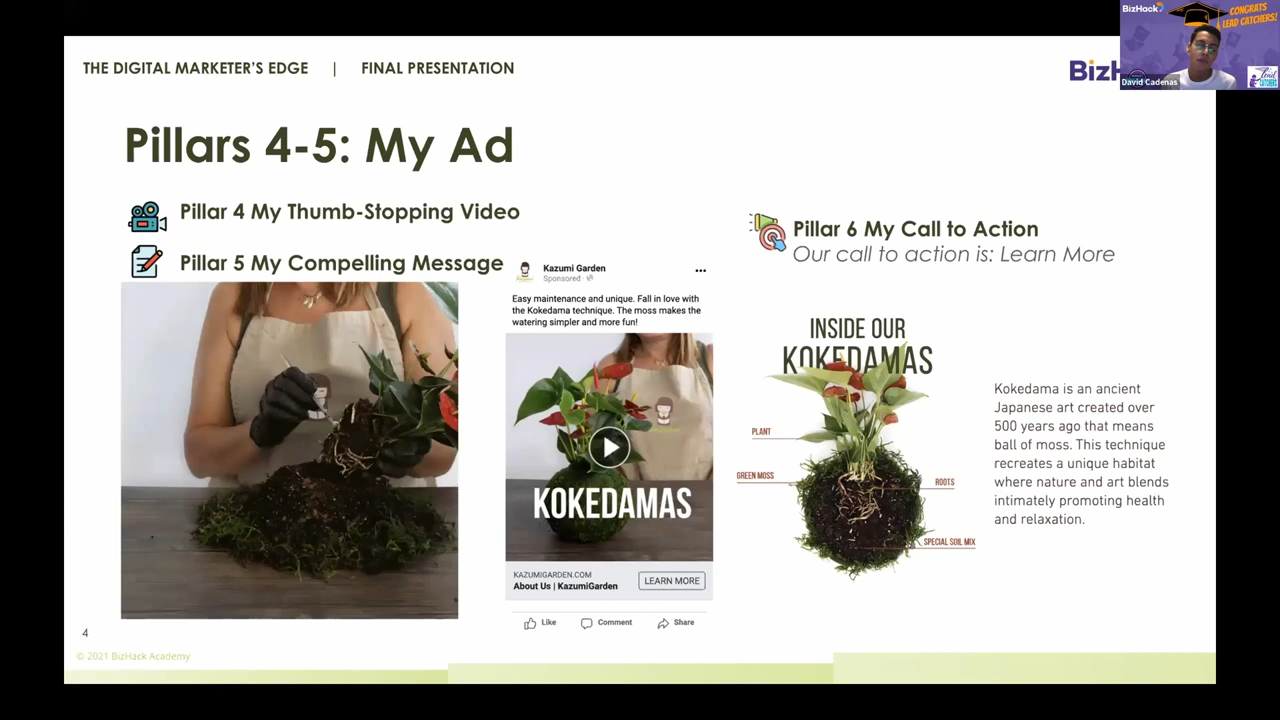 THE DIGITAL MARKETER'S EDGE | FINAL PRESENTATION
BizHack
CONGRATS
LEAD CATCHERS!
David Cadenas
Lead
CATCHERS
Pillars 4-5: My Ad
Pillar 4 My Thumb-Stopping Video
Pillar 5 My Compelling Message
Kazumi Garden
Sponsored
Easy maintenance and unique. Fall in love with
the Kokedama technique. The moss makes the
watering simpler and more fun!
KOKEDAMAS
KAZUMIGARDEN.COM
About Us | KazumiGarden
LEARN MORE
Like
Comment
Share
Pillar 6 My Call to Action
Our call to action is: Learn More
INSIDE OUR
KOKEDAMAS
PLANT
GREEN MOSS
ROOTS
SPECIAL SOIL MIX
Kokedama is an ancient
Japanese art created over
500 years ago that means
ball of moss. This technique
recreates a unique habitat
where nature and art blends
intimately promoting health
and relaxation.
4
© 2021 BizHack Academy